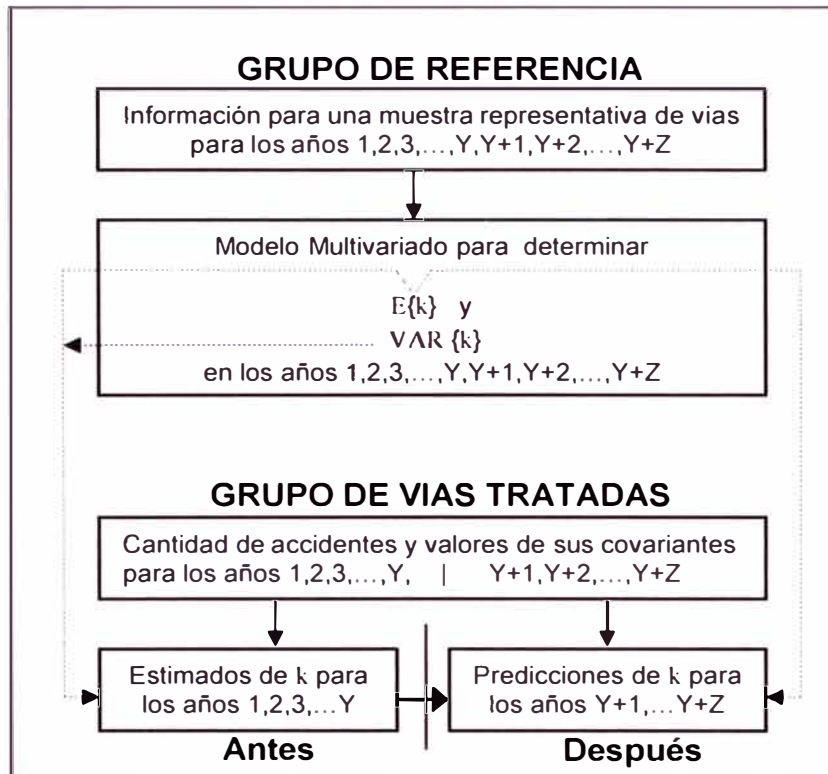 GRUPO DE REFERENCIA
Información para una muestra representativa de vias
para los años 1,2,3,...,Y,Y+1,Y+2,...,Y+Z
Modelo Multivariado para determinar
E{k} y
VAR {k}
en los años 1,2,3,...,Y,Y+1,Y+2,...,Y+Z
GRUPO DE VIAS TRATADAS
Cantidad de accidentes y valores de sus covariantes
para los años 1,2,3,...,Y, | Y+1,Y+2,...,Y+Z
Estimados de k para
los años 1,2,3,...Y
Predicciones de k para
los años Y+1,...Y+Z
Antes
Después